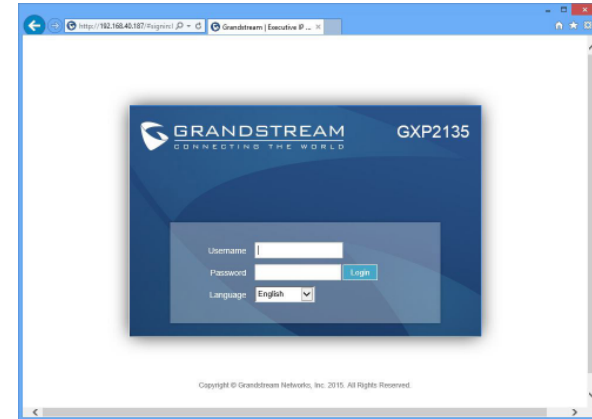 http://192.168.40.187/#signin:l
Grandstream | Executive IP ...
GRANDSTREAM
CONNECTING THE WORLD
GXP2135
Username
Password
Login
Language
English
Copyright © Grandstream Networks, Inc. 2015. All Rights Reserved.